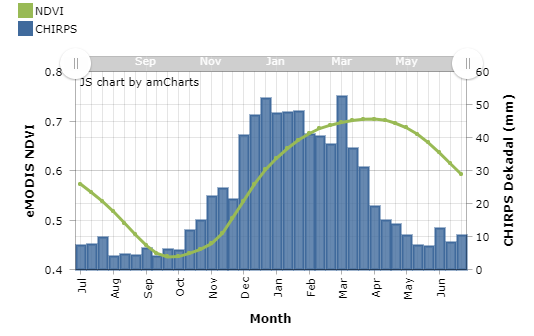 NDVI
CHIRPS
Sep Nov Jan Mar May
JS chart by amCharts
0.8
0.7
0.6
0.5
0.4
eMODIS NDVI
60
50
40
30
20
10
0
CHIRPS Dekadal (mm)
Jul Aug Sep Oct Nov Dec Jan Feb Mar Apr May Jun
Month